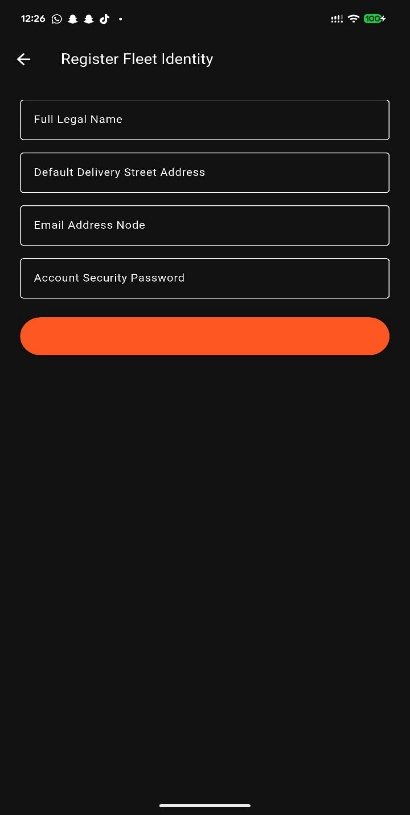 12:26
100
Register Fleet Identity
Full Legal Name
Default Delivery Street Address
Email Address Node
Account Security Password